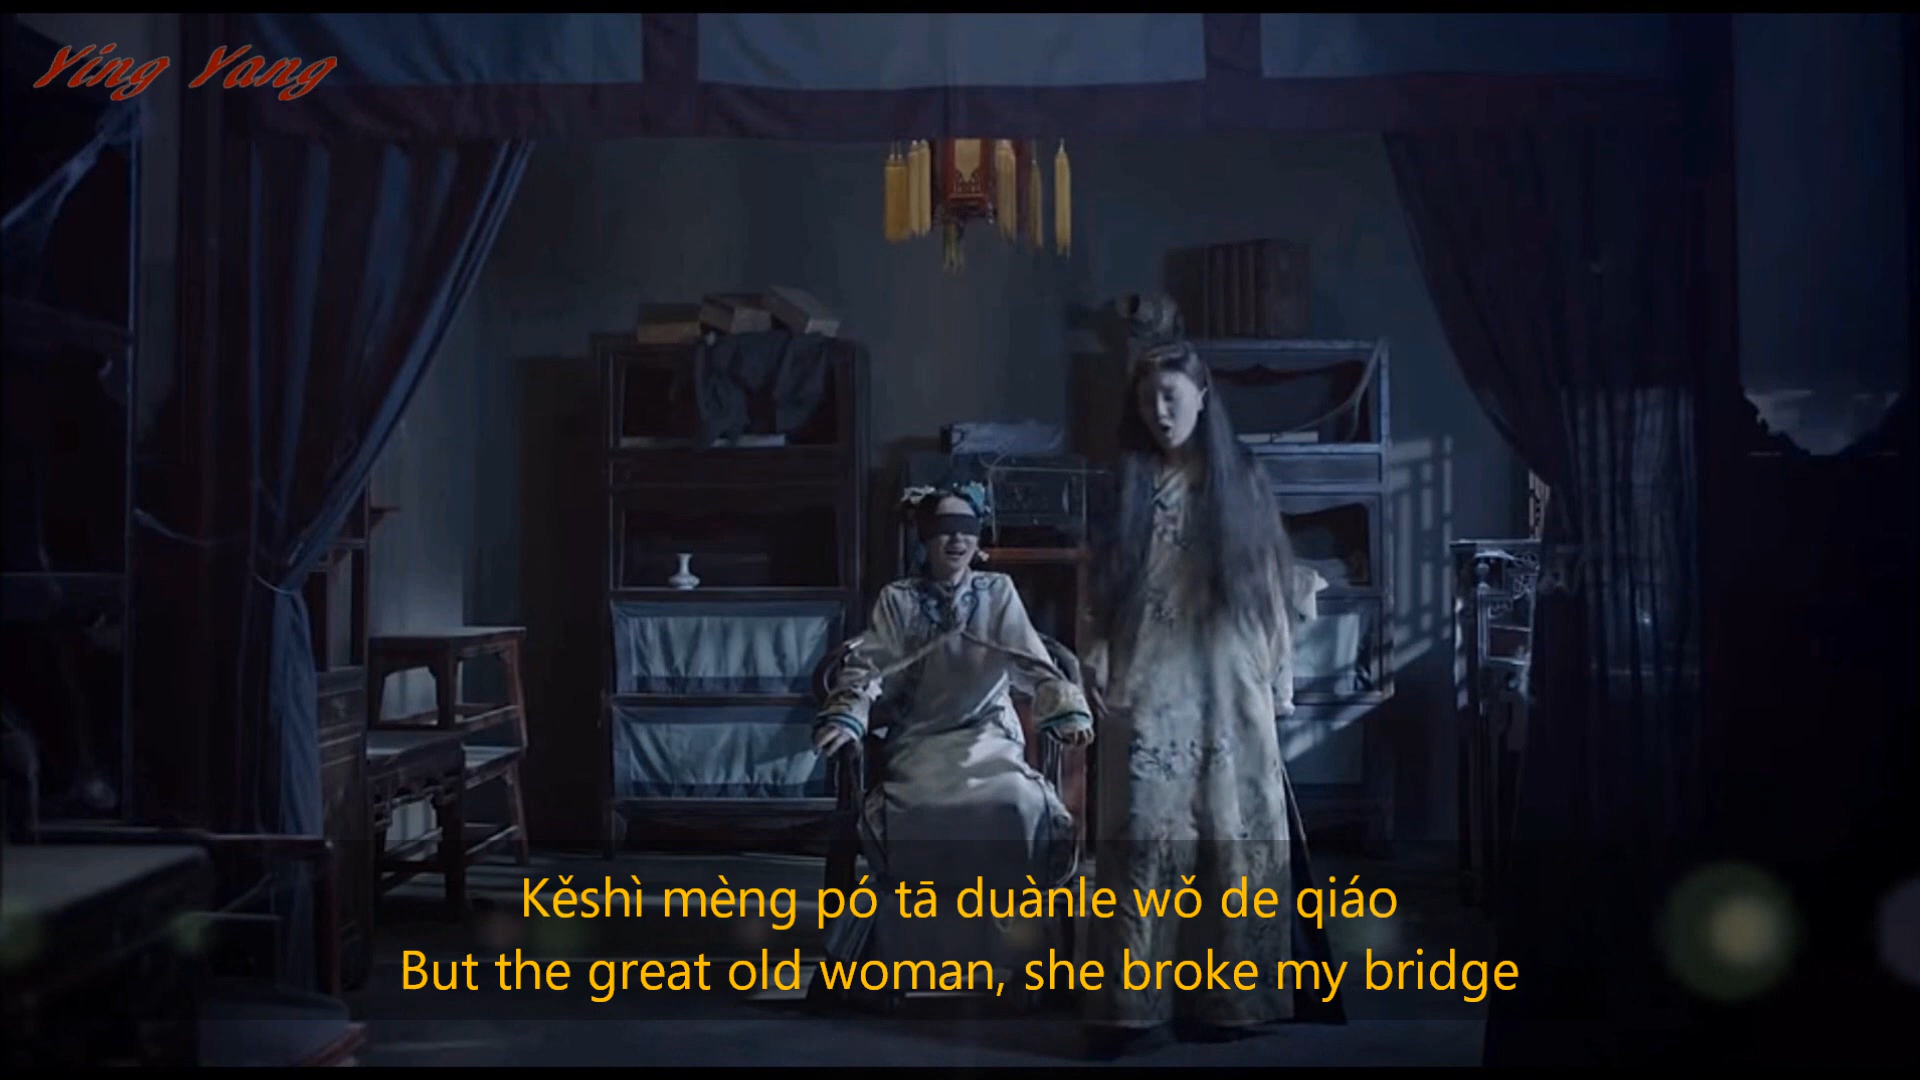 Ying Yang
Kěshì mèng pó tā duànle wǒ de qiáo
But the great old woman, she broke my bridge